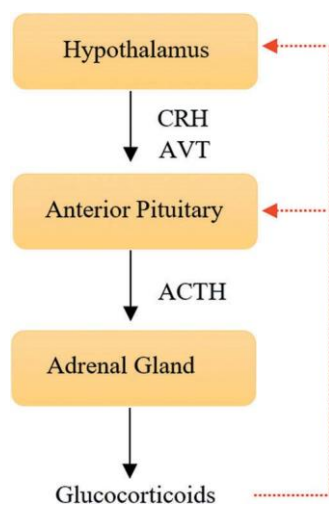 Hypothalamus
CRH
AVT
Anterior Pituitary
ACTH
Adrenal Gland
Glucocorticoids